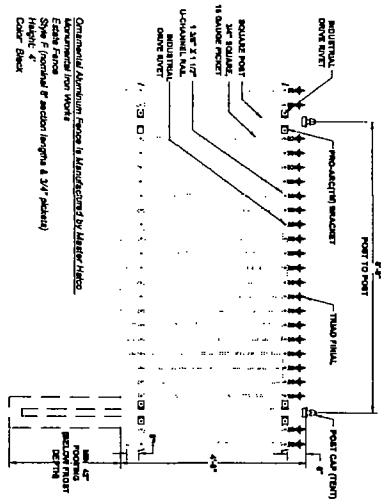 INDUSTRIAL
DRIVE RIVET
PRO-ARC(TM) BRACKET
POST TO POST
TRIAD FINIAL
POST CAP (TENT)
SQUARE POST
3/4" SQUARE,
18 GAUGE PICKET
1 3/8" X 1 1/2"
U-CHANNEL RAIL
INDUSTRIAL
DRIVE RIVET
MIN 42"
FOOTING
(BELOW FROST
DEPTH)
Ornamental Aluminum Fence is Manufactured by Master Halco
Monumental Iron Works
Estate Fence
Style F (nominal 8' section lengths & 3/4" pickets)
Height: 4'
Color: Black